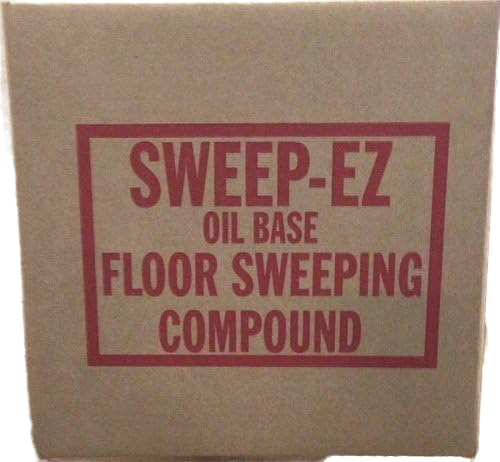 SWEEP-EZ
OIL BASE
FLOOR SWEEPING
COMPOUND